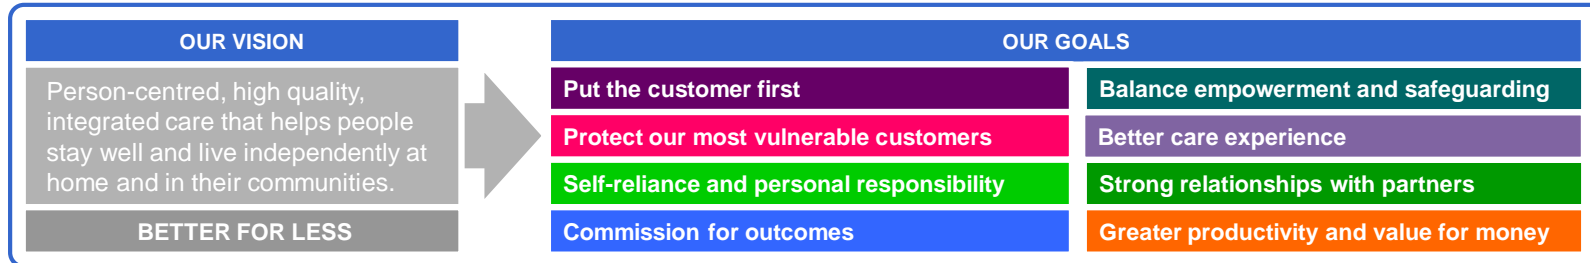 OUR VISION
Person-centred, high quality,
integrated care that helps people
stay well and live independently at
home and in their communities.
BETTER FOR LESS
OUR GOALS
Put the customer first
Balance empowerment and safeguarding
Protect our most vulnerable customers
Better care experience
Self-reliance and personal responsibility
Strong relationships with partners
Commission for outcomes
Greater productivity and value for money